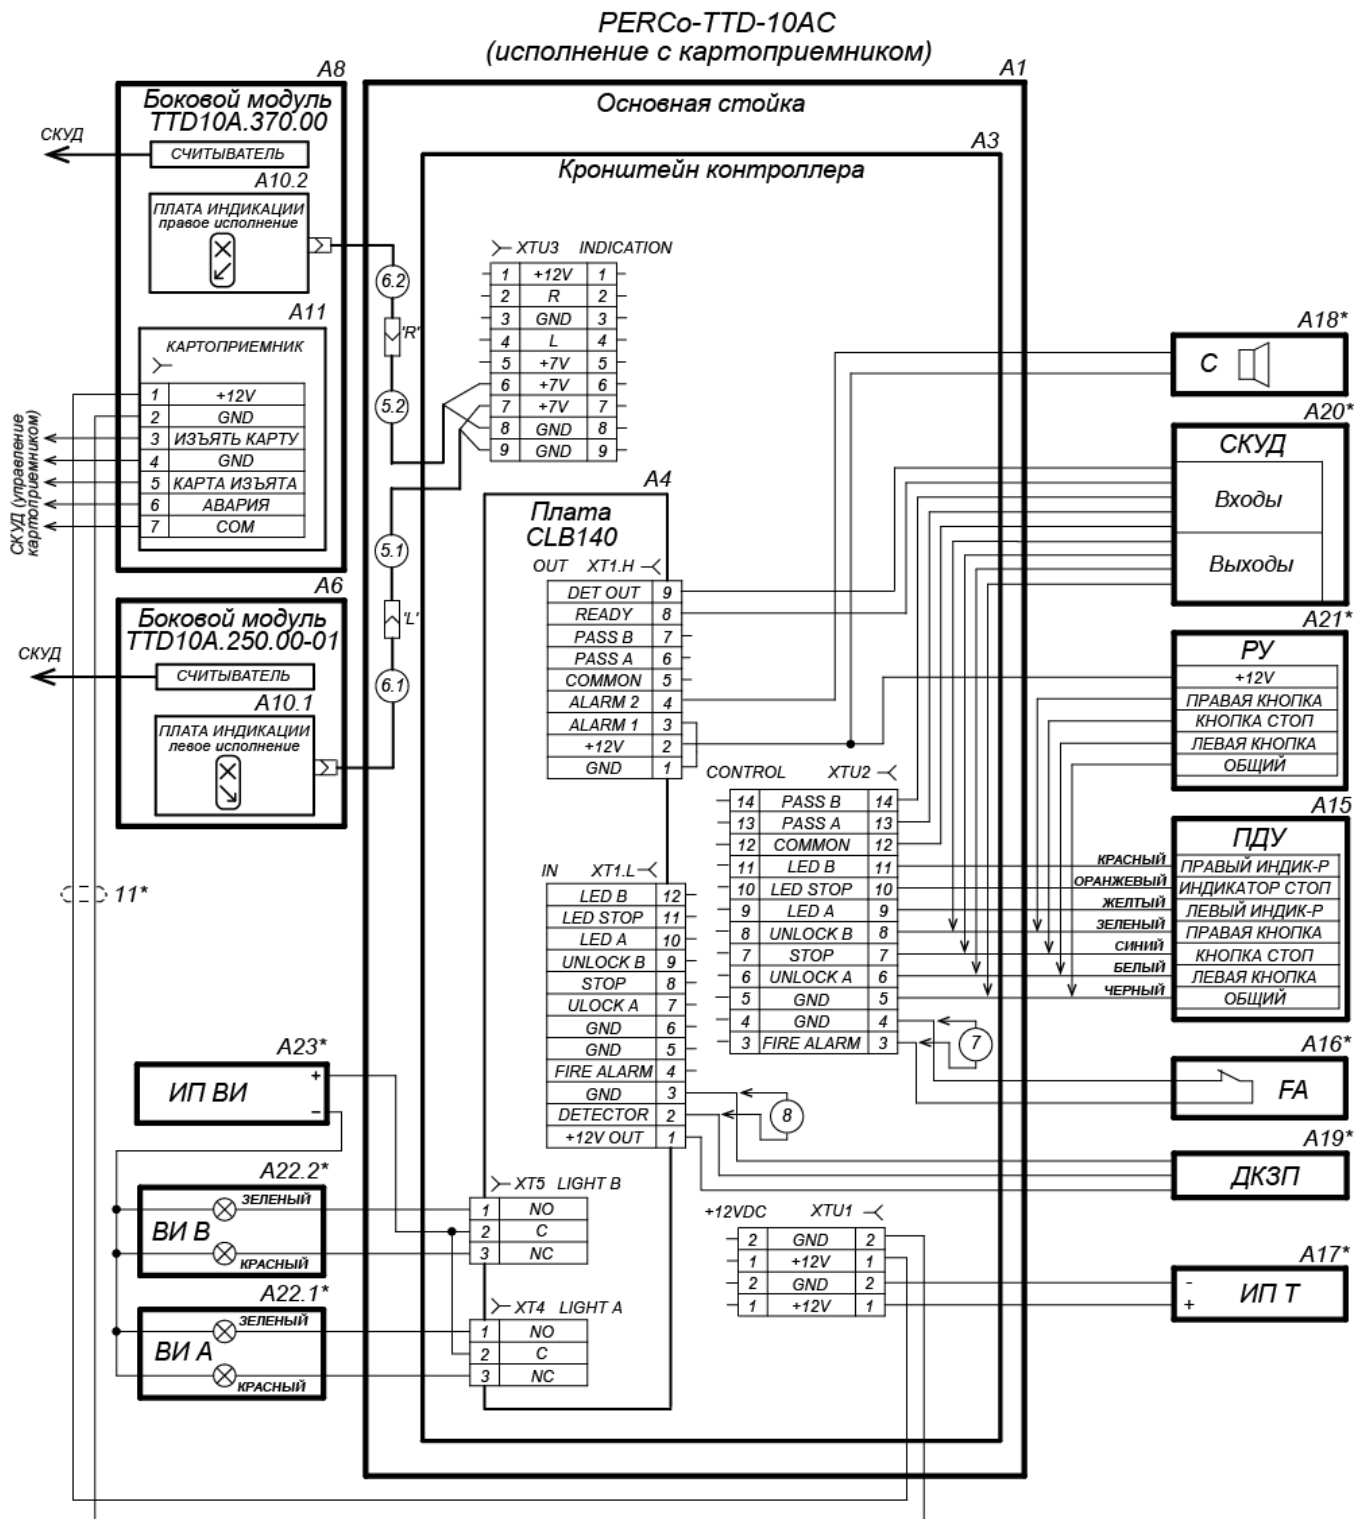 PERCo-TTD-10AC
(исполнение с картоприемником)
A8
Боковой модуль
TTD10A.370.00
СКУД
СЧИТЫВАТЕЛЬ
A10.2
ПЛАТА ИНДИКАЦИИ
правое исполнение
A11
КАРТОПРИЕМНИК
1 +12V
2 GND
3 ИЗЪЯТЬ КАРТУ
4 GND
5 КАРТА ИЗЪЯТА
6 АВАРИЯ
7 COM
СКУД (управление
картоприемником)
A6
Боковой модуль
TTD10A.250.00-01
СКУД
СЧИТЫВАТЕЛЬ
A10.1
ПЛАТА ИНДИКАЦИИ
левое исполнение
6.2
'R'
5.2
5.1
'L'
6.1
11*
A1
Основная стойка
A3
Кронштейн контроллера
XTU3 INDICATION
1 +12V 1
2 R 2
3 GND 3
4 L 4
5 +7V 5
6 +7V 6
7 +7V 7
8 GND 8
9 GND 9
A4
Плата
CLB140
OUT XT1.H
DET OUT 9
READY 8
PASS B 7
PASS A 6
COMMON 5
ALARM 2 4
ALARM 1 3
+12V 2
GND 1
CONTROL XTU2
14 PASS B 14
13 PASS A 13
12 COMMON 12
11 LED B 11
10 LED STOP 10
9 LED A 9
8 UNLOCK B 8
7 STOP 7
6 UNLOCK A 6
5 GND 5
4 GND 4
3 FIRE ALARM 3
7
IN XT1.L
LED B 12
LED STOP 11
LED A 10
UNLOCK B 9
STOP 8
ULOCK A 7
GND 6
GND 5
FIRE ALARM 4
GND 3
DETECTOR 2
+12V OUT 1
8
XT5 LIGHT B
1 NO
2 C
3 NC
XT4 LIGHT A
1 NO
2 C
3 NC
+12VDC XTU1
2 GND 2
1 +12V 1
2 GND 2
1 +12V 1
A23*
ИП ВИ
+
−
A22.2*
ВИ B
ЗЕЛЕНЫЙ
КРАСНЫЙ
A22.1*
ВИ A
ЗЕЛЕНЫЙ
КРАСНЫЙ
A18*
С
A20*
СКУД
Входы
Выходы
A21*
РУ
+12V
ПРАВАЯ КНОПКА
КНОПКА СТОП
ЛЕВАЯ КНОПКА
ОБЩИЙ
A15
ПДУ
КРАСНЫЙ ПРАВЫЙ ИНДИК-Р
ОРАНЖЕВЫЙ ИНДИКАТОР СТОП
ЖЕЛТЫЙ ЛЕВЫЙ ИНДИК-Р
ЗЕЛЕНЫЙ ПРАВАЯ КНОПКА
СИНИЙ КНОПКА СТОП
БЕЛЫЙ ЛЕВАЯ КНОПКА
ЧЕРНЫЙ ОБЩИЙ
A16*
FA
A19*
ДКЗП
A17*
ИП Т
-
+